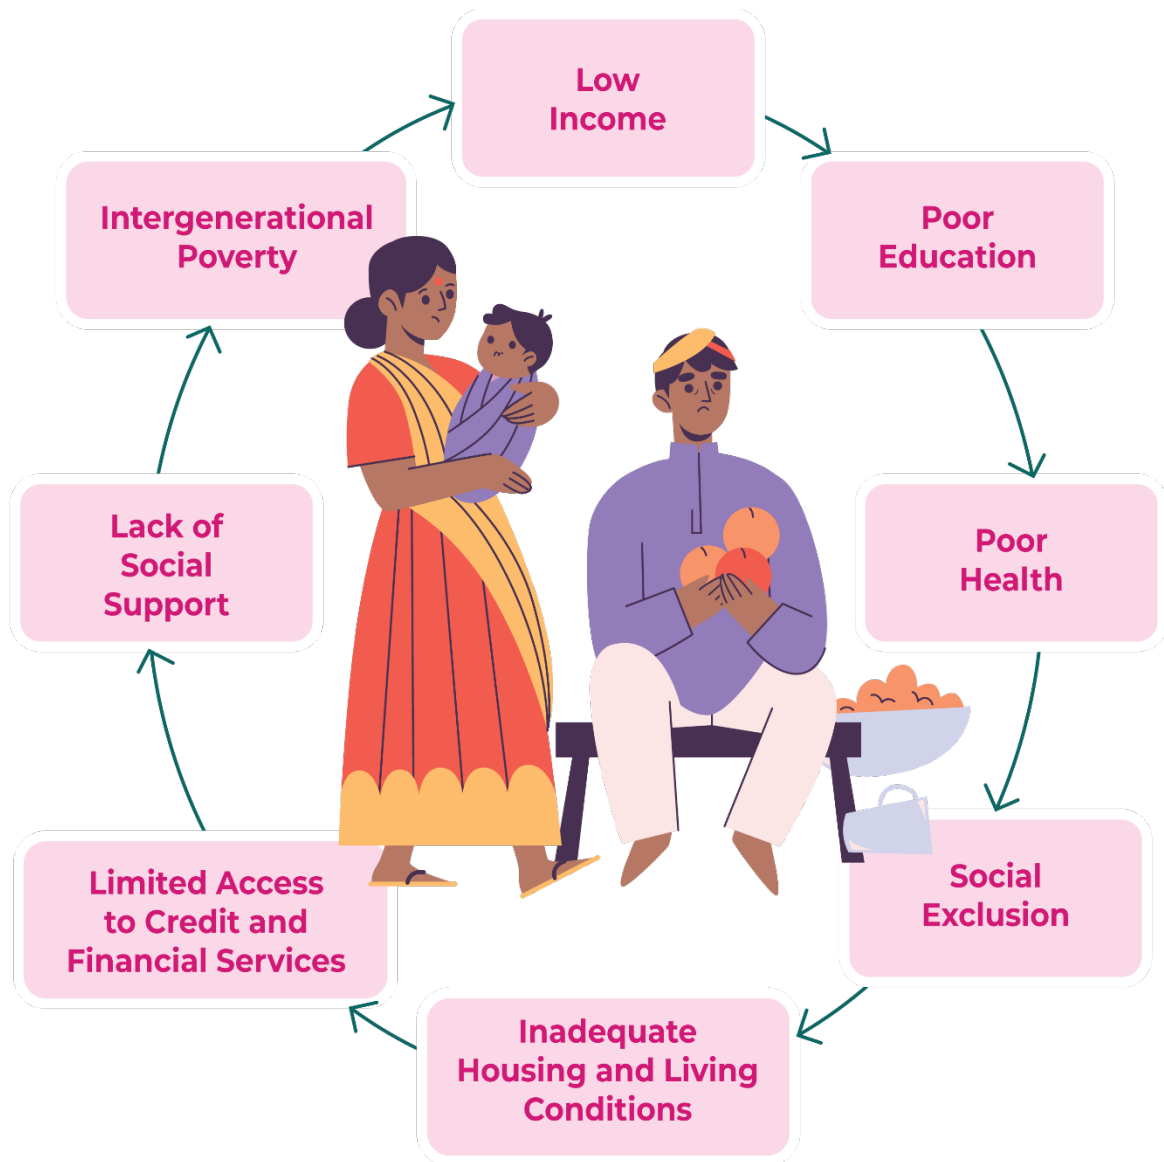 Low
Income
Poor
Education
Poor
Health
Social
Exclusion
Inadequate
Housing and Living
Conditions
Limited Access
to Credit and
Financial Services
Lack of
Social
Support
Intergenerational
Poverty